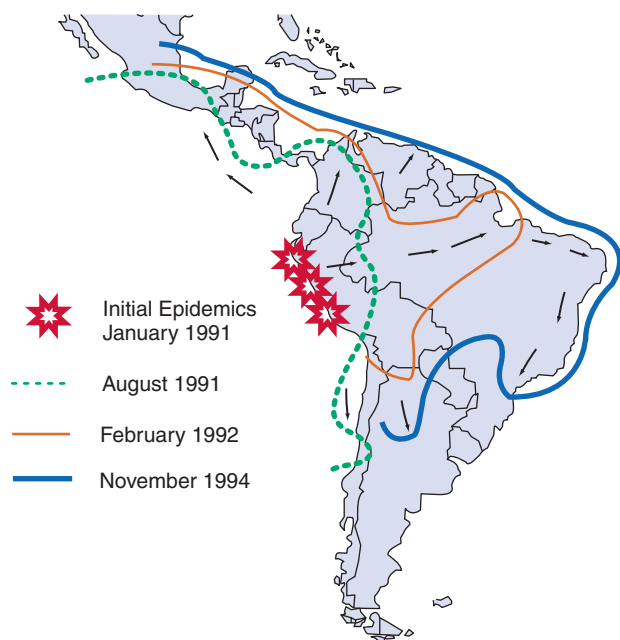 Initial Epidemics
January 1991
August 1991
February 1992
November 1994